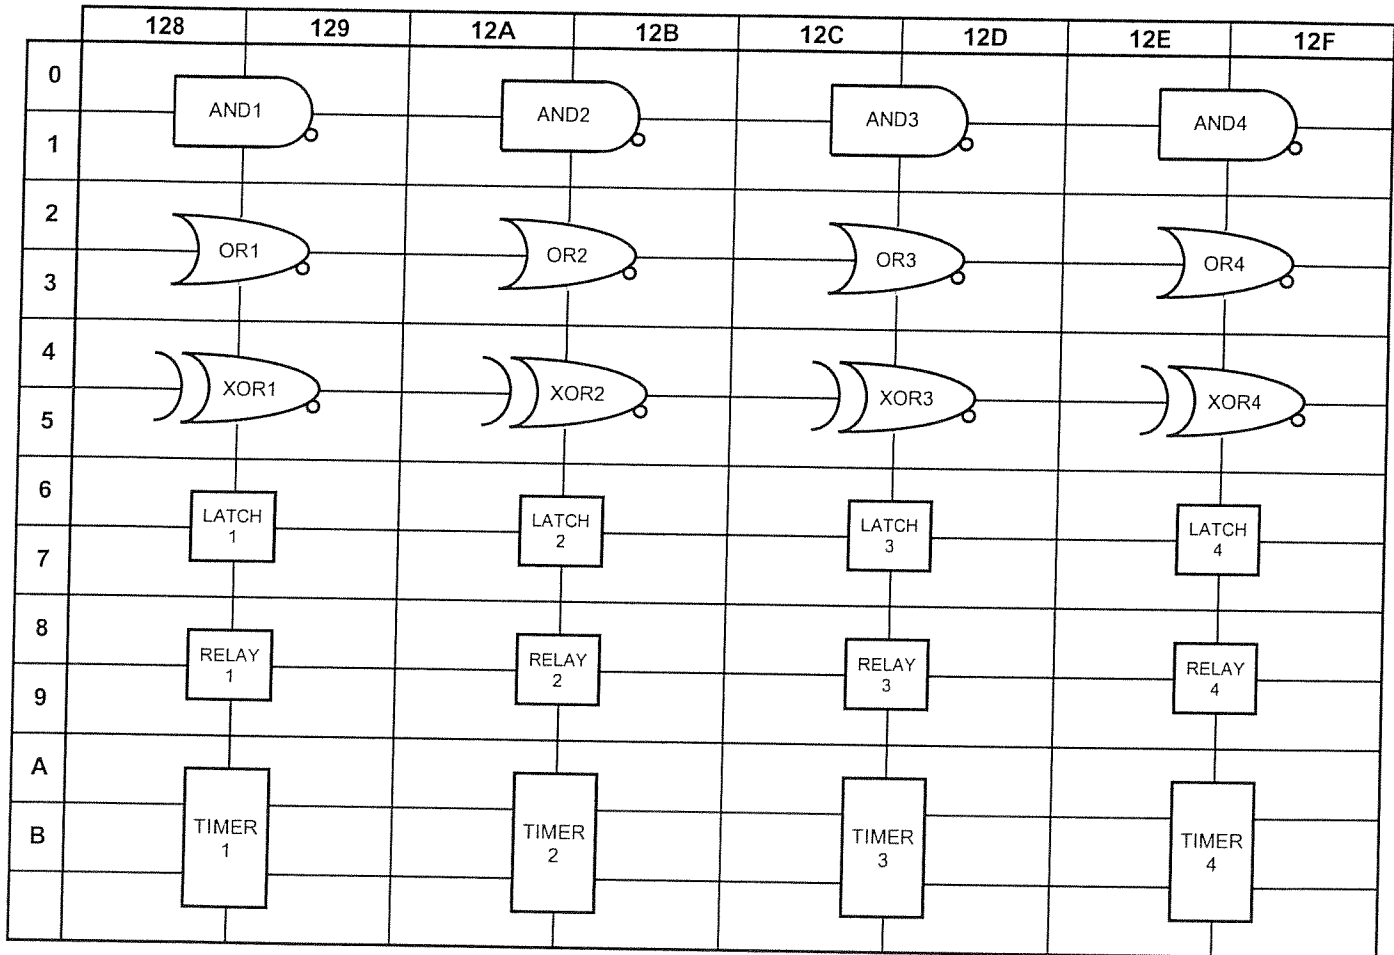 128 129 12A 12B 12C 12D 12E 12F
0
AND1 AND2 AND3 AND4
1
2
OR1 OR2 OR3 OR4
3
4
XOR1 XOR2 XOR3 XOR4
5
6
LATCH LATCH LATCH LATCH
1 2 3 4
7
8
RELAY RELAY RELAY RELAY
1 2 3 4
9
A
B
TIMER TIMER TIMER TIMER
1 2 3 4